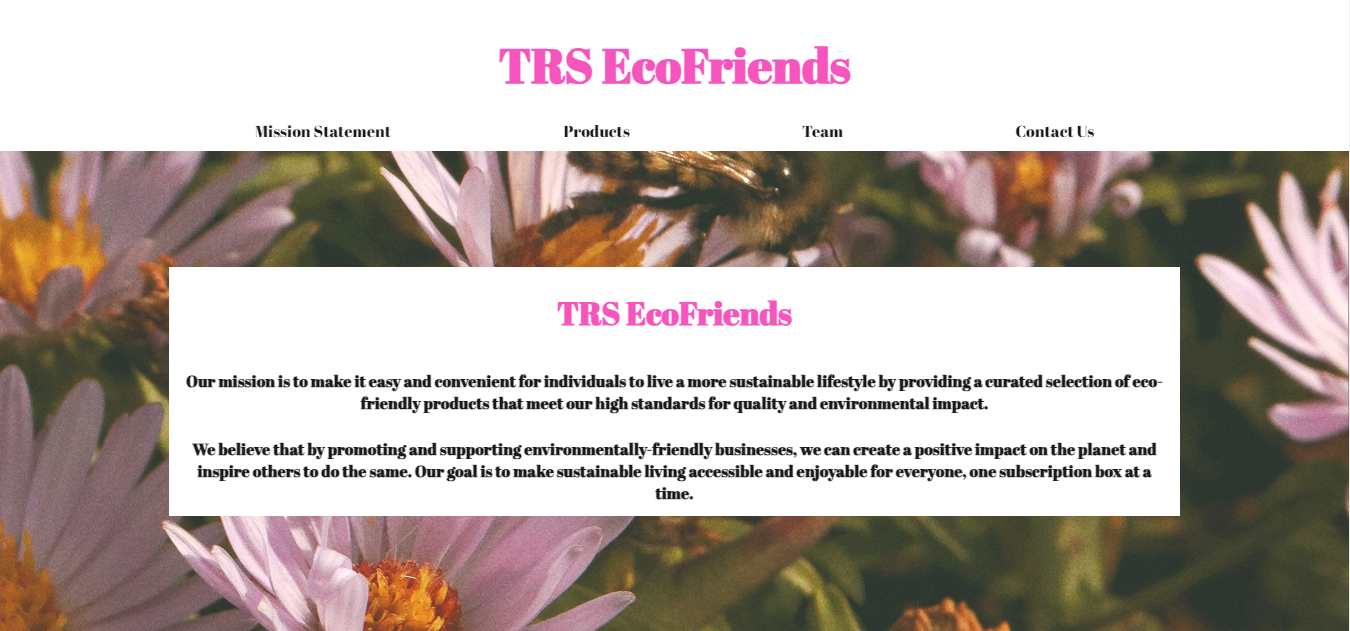 TRS EcoFriends
Mission Statement Products Team Contact Us
TRS EcoFriends
Our mission is to make it easy and convenient for individuals to live a more sustainable lifestyle by providing a curated selection of eco-
friendly products that meet our high standards for quality and environmental impact.
We believe that by promoting and supporting environmentally-friendly businesses, we can create a positive impact on the planet and
inspire others to do the same. Our goal is to make sustainable living accessible and enjoyable for everyone, one subscription box at a
time.